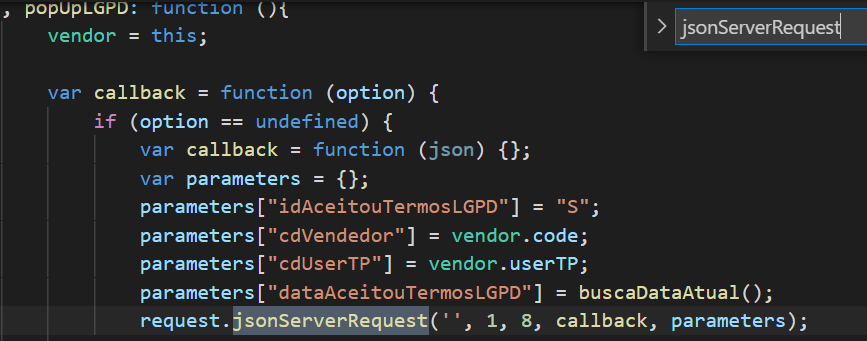 , popUpLGPD: function (){
jsonServerRequest
vendor = this;
var callback = function (option) {
if (option == undefined) {
var callback = function (json) {};
var parameters = {};
parameters["idAceitouTermosLGPD"] = "S";
parameters["cdVendedor"] = vendor.code;
parameters["cdUserTP"] = vendor.userTP;
parameters["dataAceitouTermosLGPD"] = buscaDataAtual();
request.jsonServerRequest('', 1, 8, callback, parameters);